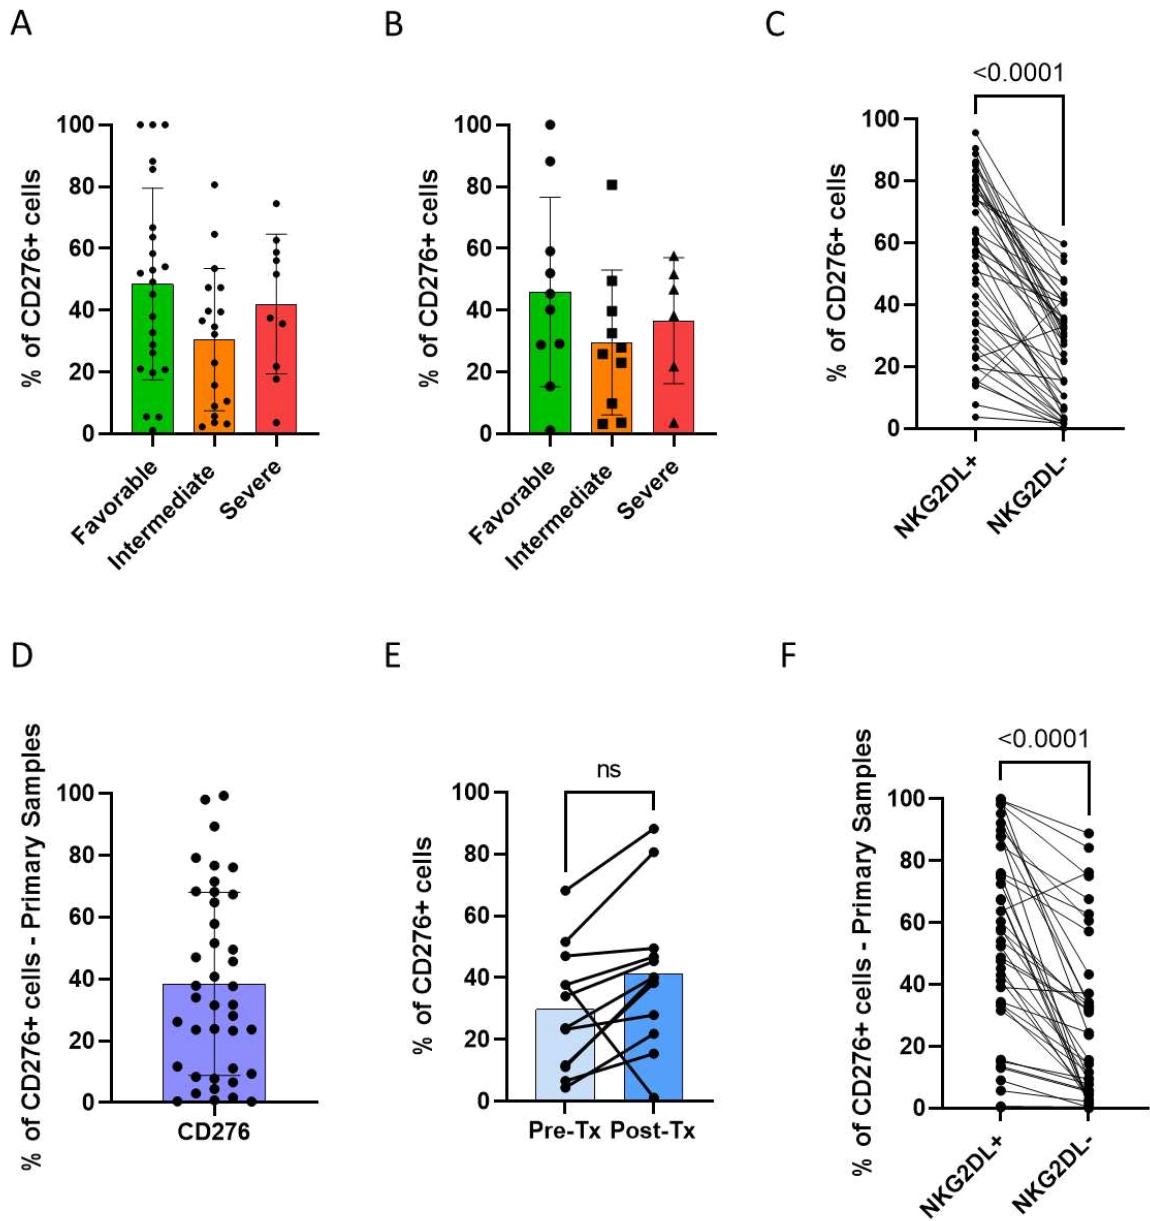 A
% of CD276+ cells
100
80
60
40
20
0
Favorable
Intermediate
Severe
B
% of CD276+ cells
100
80
60
40
20
0
Favorable
Intermediate
Severe
C
<0.0001
% of CD276+ cells
100
80
60
40
20
0
NKG2DL+
NKG2DL-
D
% of CD276+ cells - Primary Samples
100
80
60
40
20
0
CD276
E
ns
% of CD276+ cells
100
80
60
40
20
0
Pre-Tx Post-Tx
F
<0.0001
% of CD276+ cells - Primary Samples
100
80
60
40
20
0
NKG2DL+
NKG2DL-